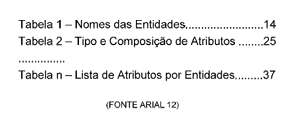 Tabela 1 – Nomes das Entidades.........................14
Tabela 2 – Tipo e Composição de Atributos ........25
...............
Tabela n – Lista de Atributos por Entidades.........37
(FONTE ARIAL 12)